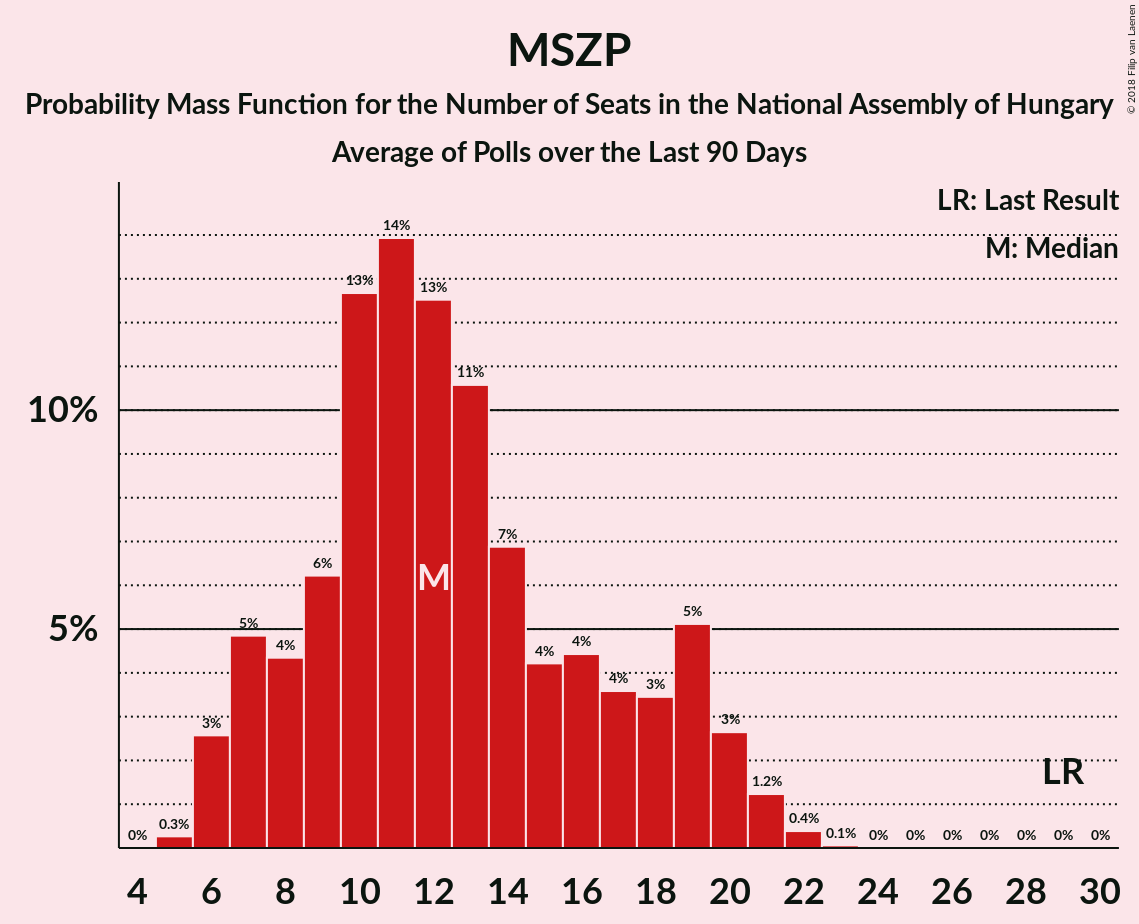 MSZP
Probability Mass Function for the Number of Seats in the National Assembly of Hungary
Average of Polls over the Last 90 Days
© 2018 Filip van Laenen
LR: Last Result
M: Median
14%
13%
13%
11%
10%
7%
M
6%
5%
5%
5%
4%
4%
4%
4%
3%
3%
3%
LR
1.2%
0.4%
0.3%
0.1%
0% 0% 0% 0% 0% 0% 0% 0%
4 6 8 10 12 14 16 18 20 22 24 26 28 30